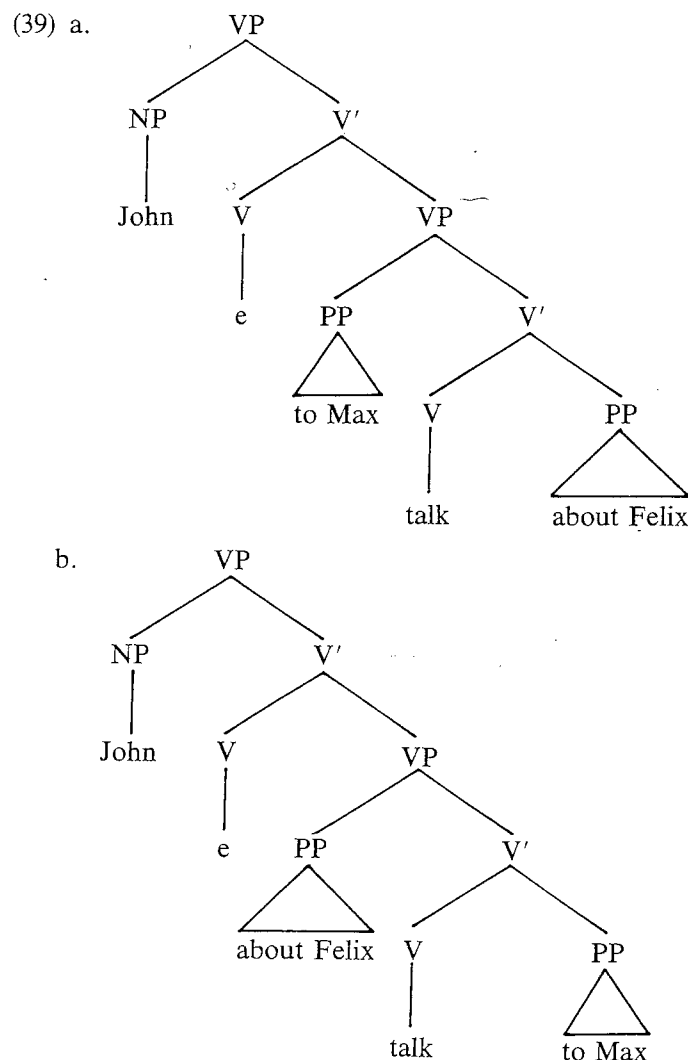 (39) a. VP
NP V′
John V VP
e PP V′
to Max V PP
talk about Felix
b. VP
NP V′
John V VP
e PP V′
about Felix V PP
talk to Max